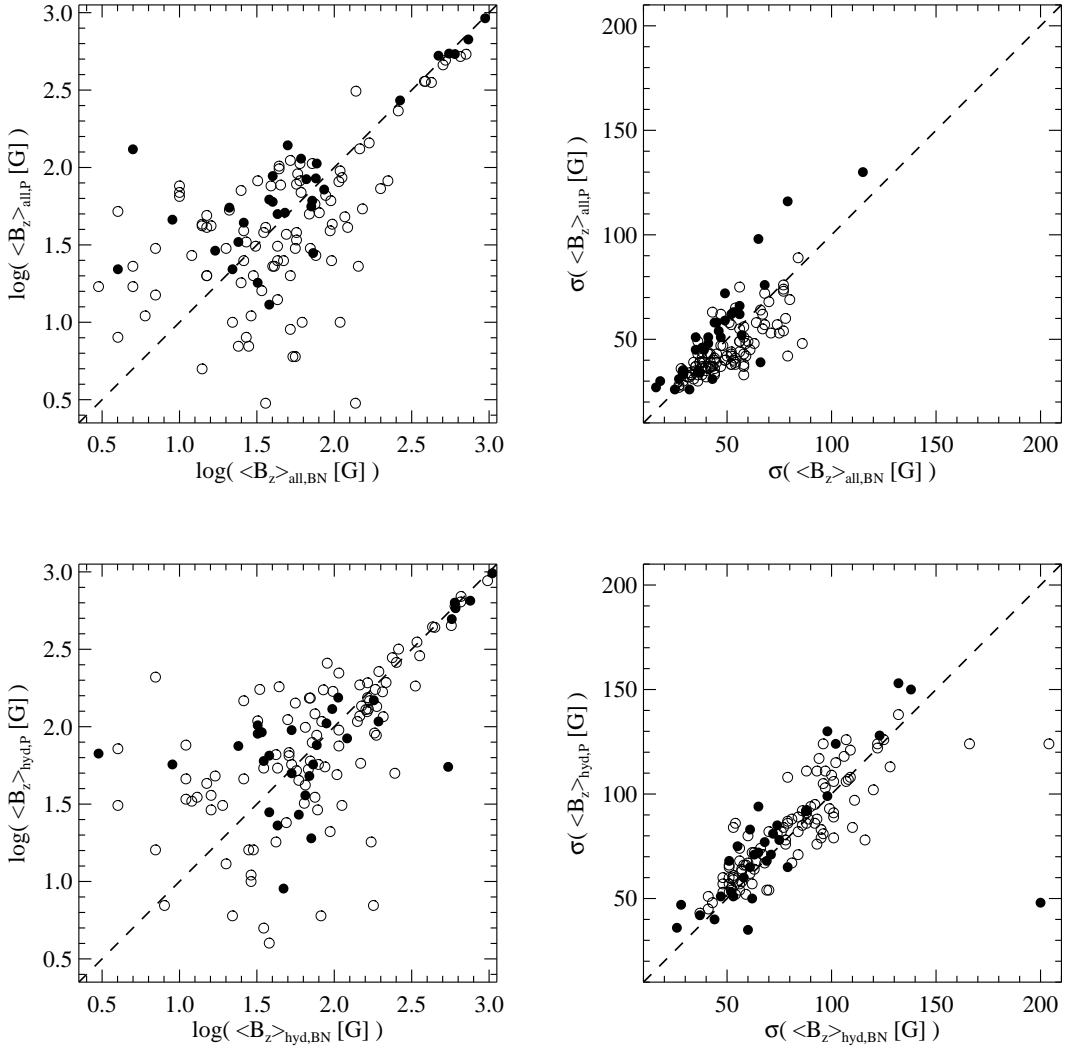 3.0
2.5
2.0
1.5
1.0
0.5
log( <B_z>_all,P [G] )
0.5 1.0 1.5 2.0 2.5 3.0
log( <B_z>_all,BN [G] )
200
150
100
50
σ( <B_z>_all,P [G] )
50 100 150 200
σ( <B_z>_all,BN [G] )
3.0
2.5
2.0
1.5
1.0
0.5
log( <B_z>_hyd,P [G] )
0.5 1.0 1.5 2.0 2.5 3.0
log( <B_z>_hyd,BN [G] )
200
150
100
50
σ( <B_z>_hyd,P [G] )
50 100 150 200
σ( <B_z>_hyd,BN [G] )